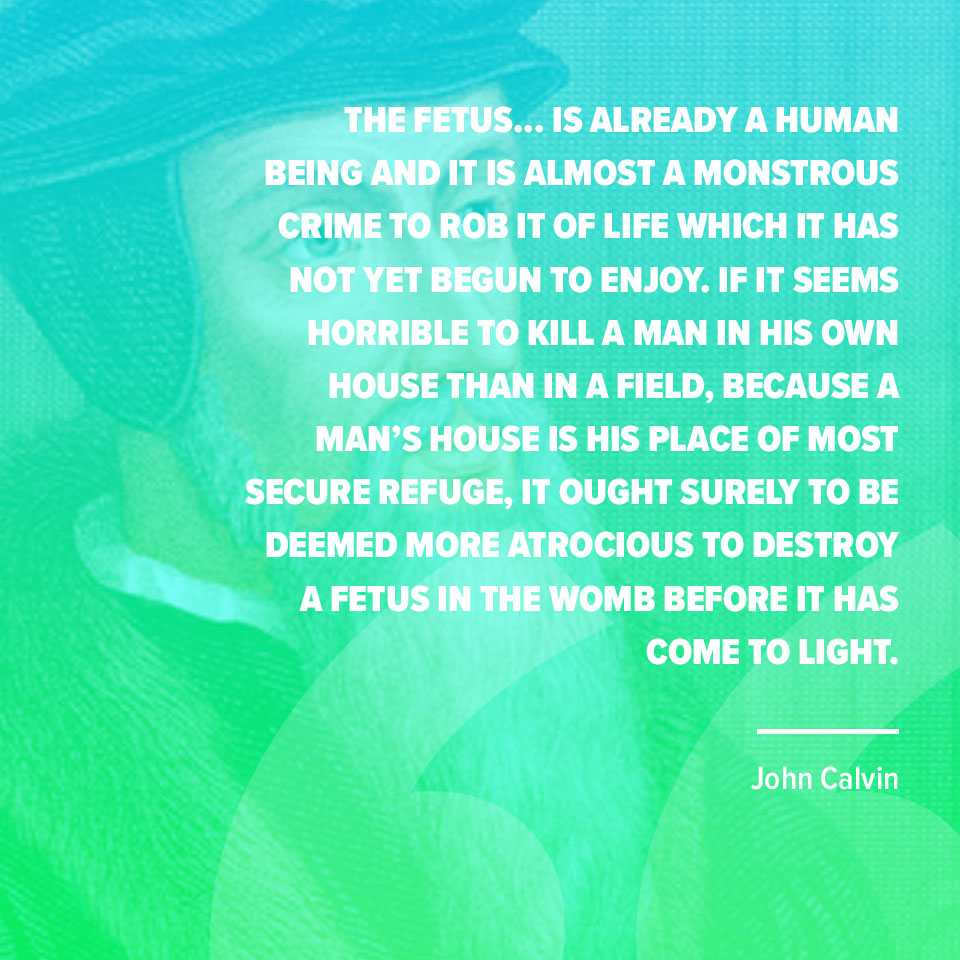 THE FETUS... IS ALREADY A HUMAN
BEING AND IT IS ALMOST A MONSTROUS
CRIME TO ROB IT OF LIFE WHICH IT HAS
NOT YET BEGUN TO ENJOY. IF IT SEEMS
HORRIBLE TO KILL A MAN IN HIS OWN
HOUSE THAN IN A FIELD, BECAUSE A
MAN’S HOUSE IS HIS PLACE OF MOST
SECURE REFUGE, IT OUGHT SURELY TO BE
DEEMED MORE ATROCIOUS TO DESTROY
A FETUS IN THE WOMB BEFORE IT HAS
COME TO LIGHT.
John Calvin